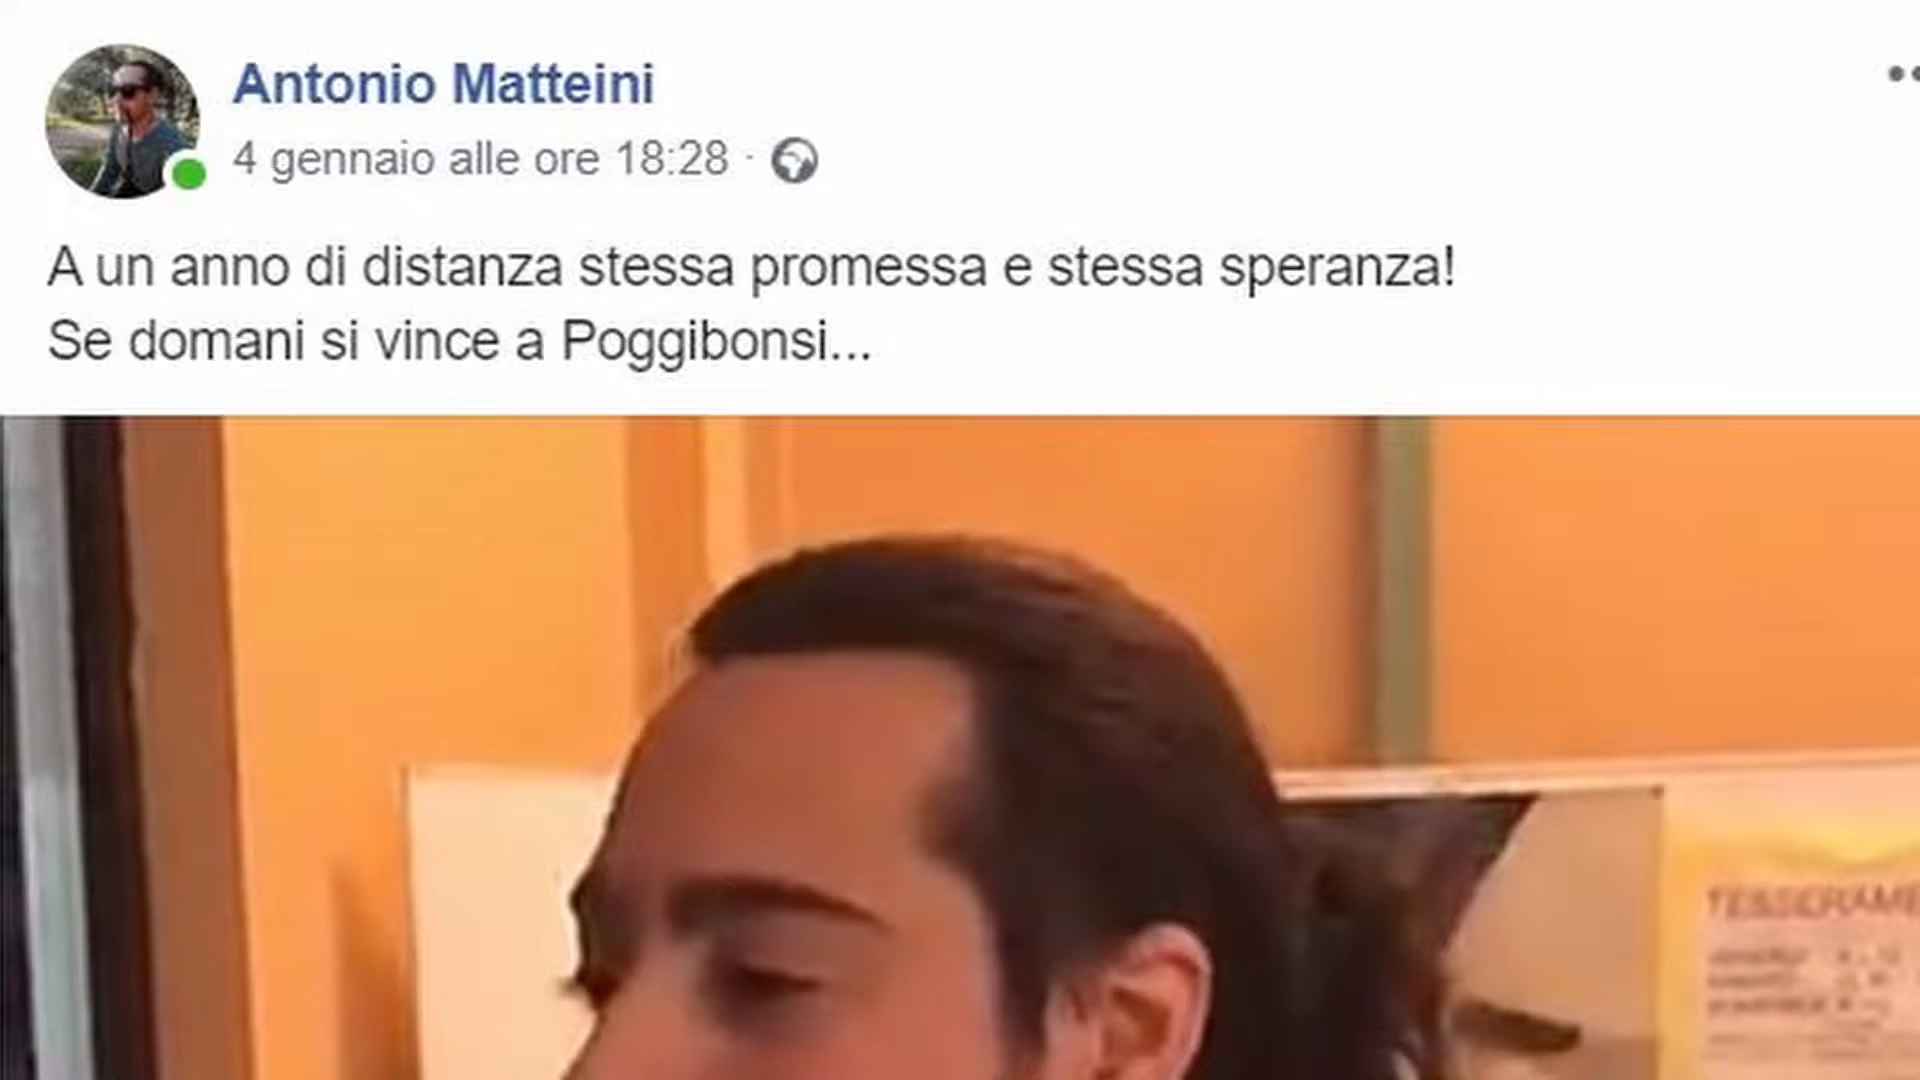 Antonio Matteini
4 gennaio alle ore 18:28 ·
A un anno di distanza stessa promessa e stessa speranza!
Se domani si vince a Poggibonsi...
TESSERAME